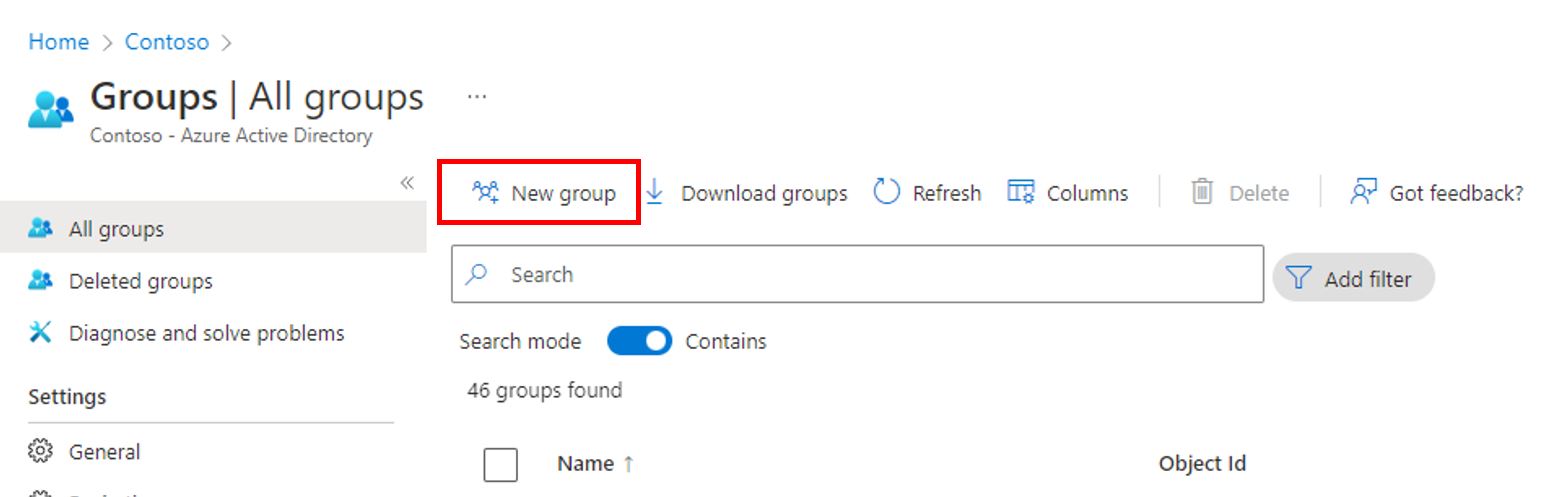 Home > Contoso >
Groups | All groups ...
Contoso - Azure Active Directory
«
New group Download groups Refresh Columns Delete Got feedback?
All groups
Deleted groups
Diagnose and solve problems
Settings
General
Search Add filter
Search mode Contains
46 groups found
Name ↑ Object Id